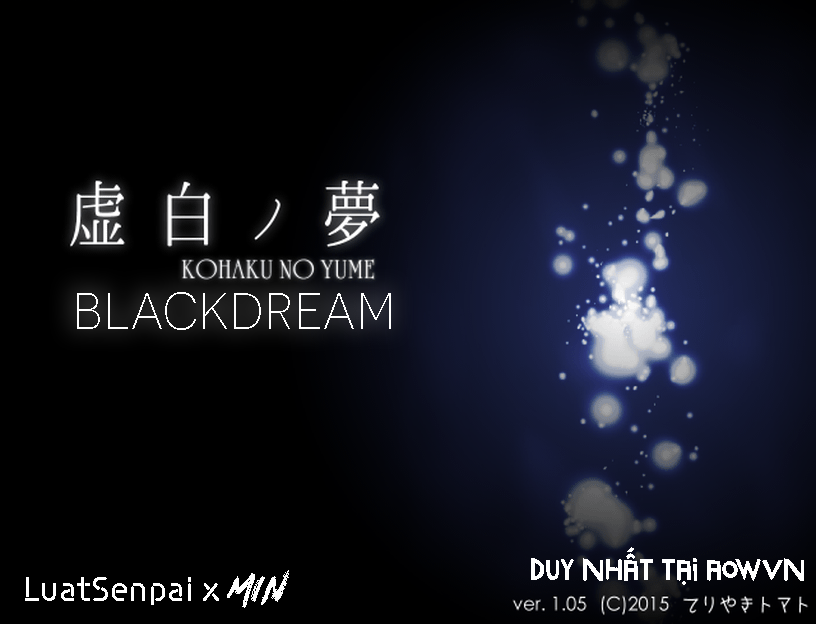 虚白ノ夢
KOHAKU NO YUME
BLACKDREAM
LuatSenpai x MIN
DUY NHẤT TẠi AOWVN
ver. 1.05 (C)2015 てりやきトマト